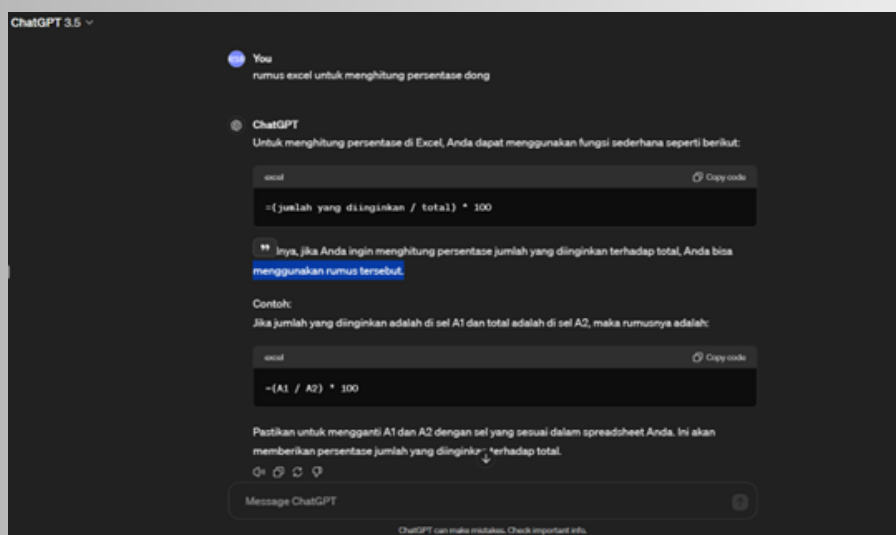 ChatGPT 3.5
You
rumus excel untuk menghitung persentase dong
ChatGPT
Untuk menghitung persentase di Excel, Anda dapat menggunakan fungsi sederhana seperti berikut:
excel Copy code
=(jumlah yang diinginkan / total) * 100
lnya, jika Anda ingin menghitung persentase jumlah yang diinginkan terhadap total, Anda bisa
menggunakan rumus tersebut.
Contoh:
Jika jumlah yang diinginkan adalah di sel A1 dan total adalah di sel A2, maka rumusnya adalah:
excel Copy code
=(A1 / A2) * 100
Pastikan untuk mengganti A1 dan A2 dengan sel yang sesuai dalam spreadsheet Anda. Ini akan
memberikan persentase jumlah yang diinginkan terhadap total.
Message ChatGPT
ChatGPT can make mistakes. Check important info.